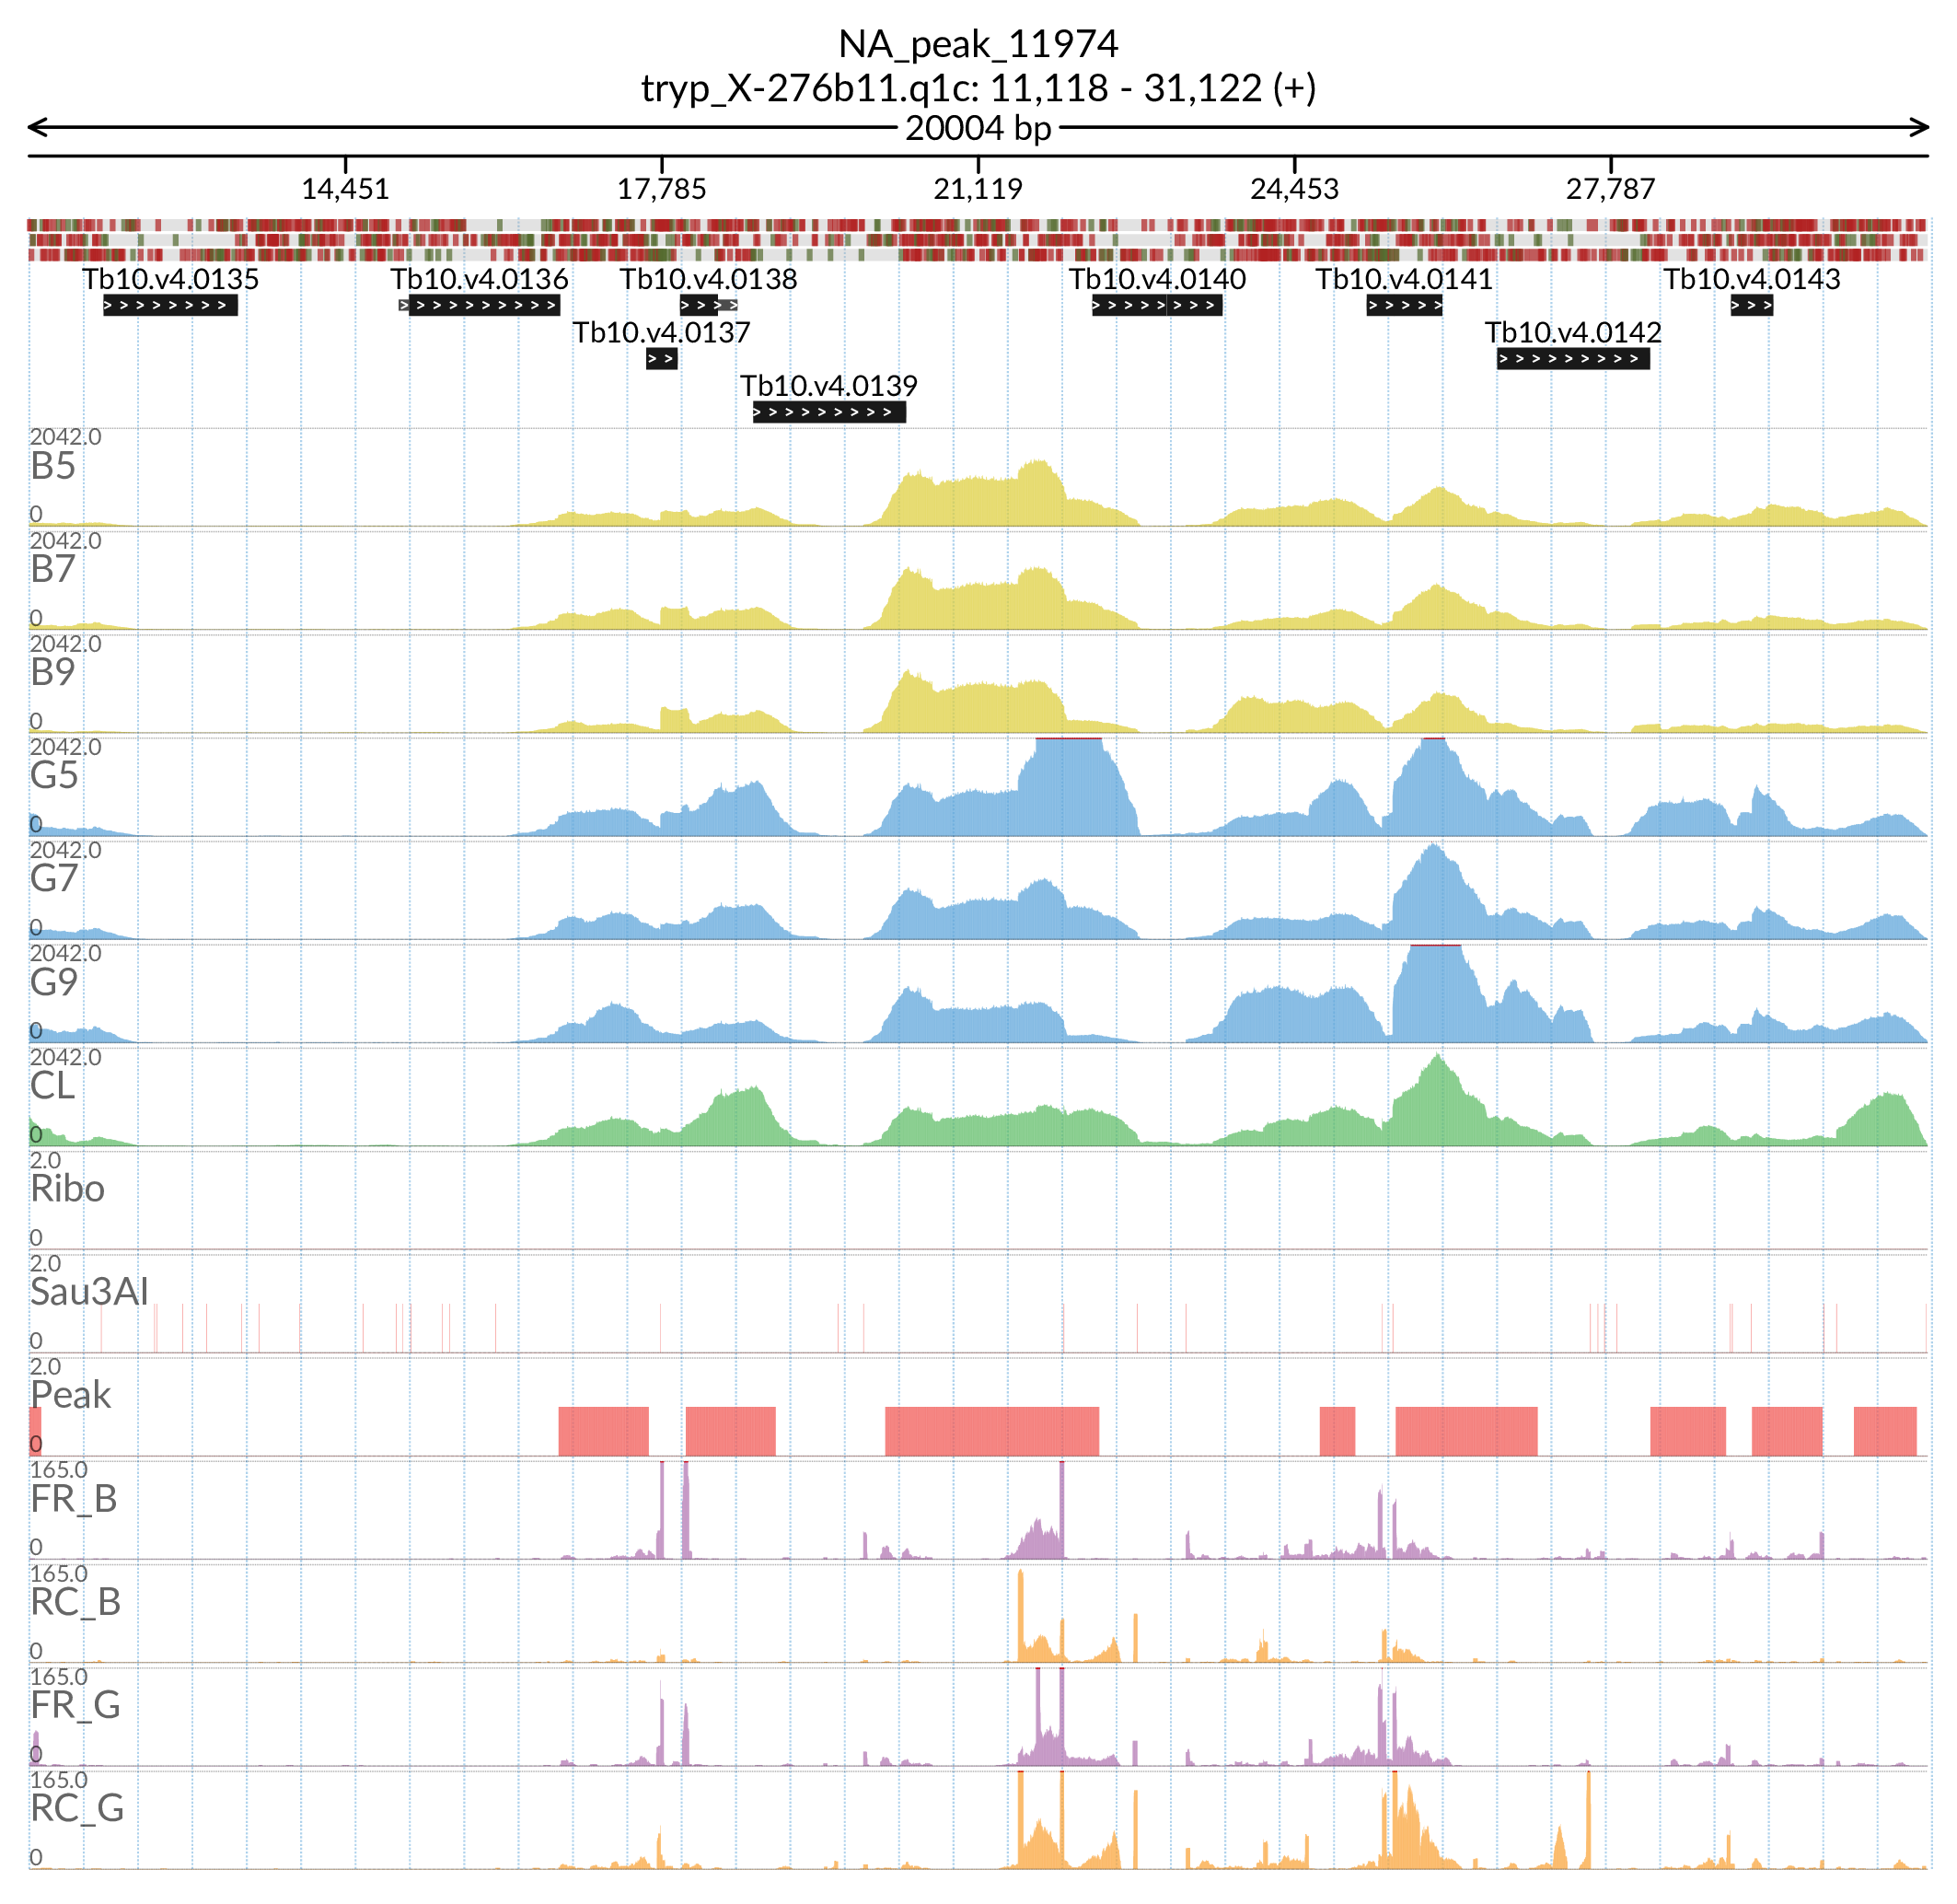 NA_peak_11974
tryp_X-276b11.q1c: 11,118 - 31,122 (+)
20004 bp
14,451 17,785 21,119 24,453 27,787
Tb10.v4.0135 Tb10.v4.0136 Tb10.v4.0138 Tb10.v4.0140 Tb10.v4.0141 Tb10.v4.0143
Tb10.v4.0137 Tb10.v4.0142
Tb10.v4.0139
2042.0
B5
0
2042.0
B7
0
2042.0
B9
0
2042.0
G5
0
2042.0
G7
0
2042.0
G9
0
2042.0
CL
0
2.0
Ribo
0
2.0
Sau3AI
0
2.0
Peak
0
165.0
FR_B
0
165.0
RC_B
0
165.0
FR_G
0
165.0
RC_G
0